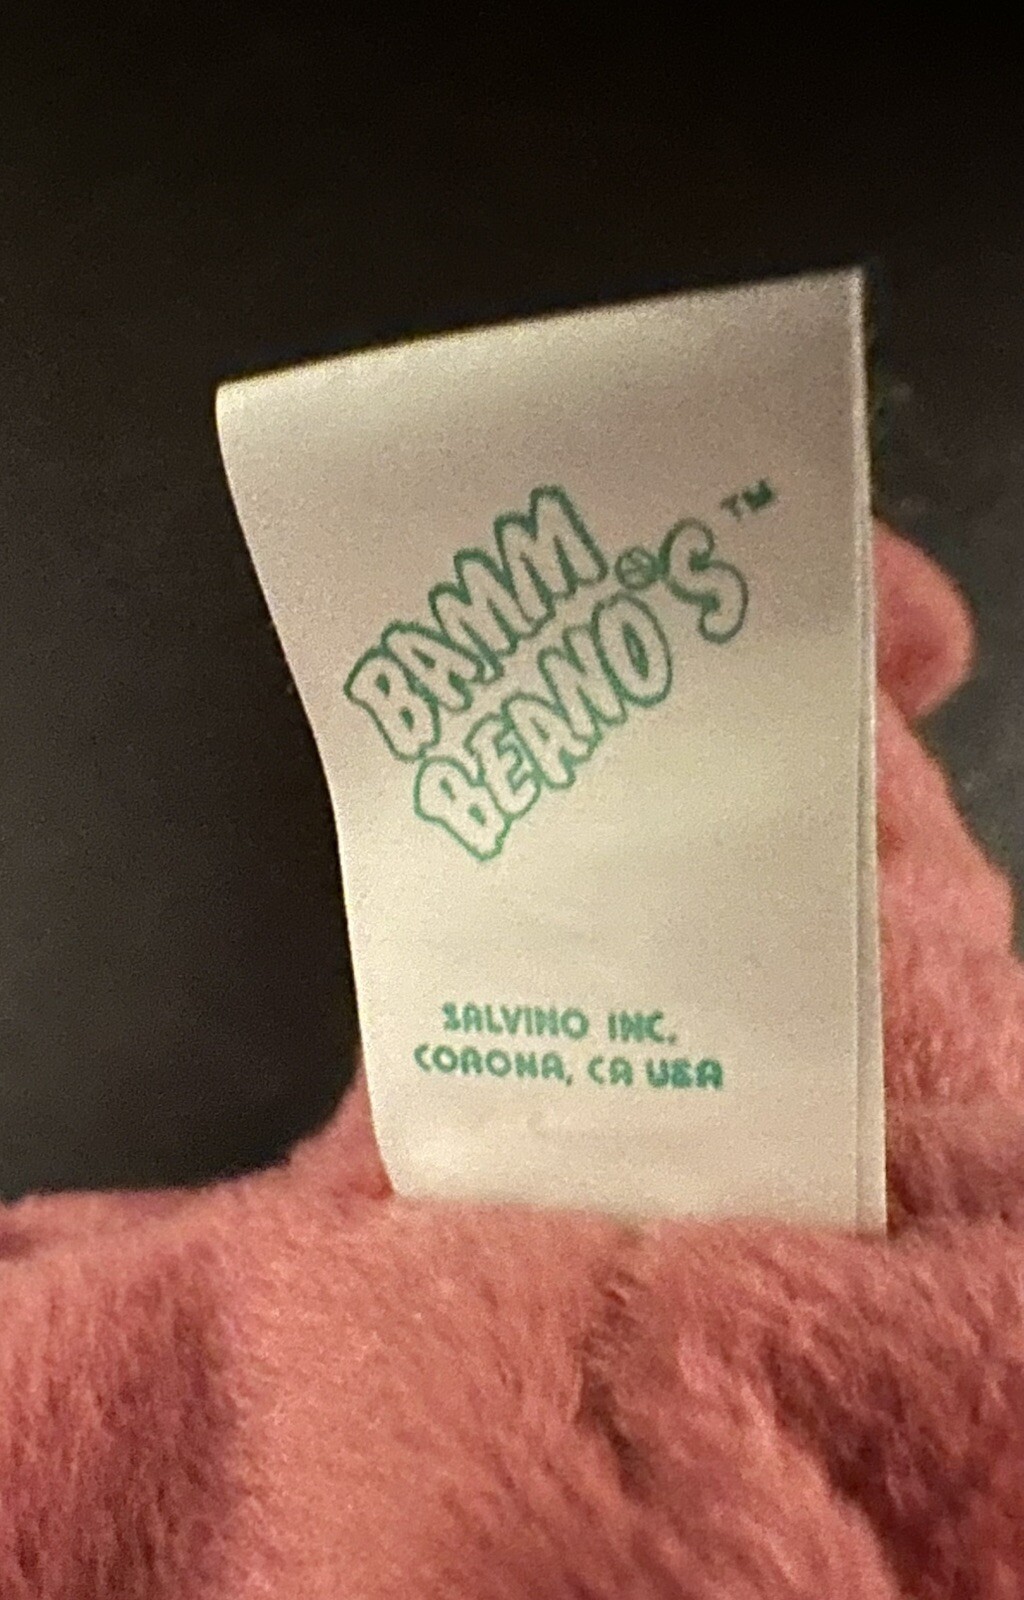 BAMM
BEANO'S™
SALVINO INC.
CORONA, CA USA